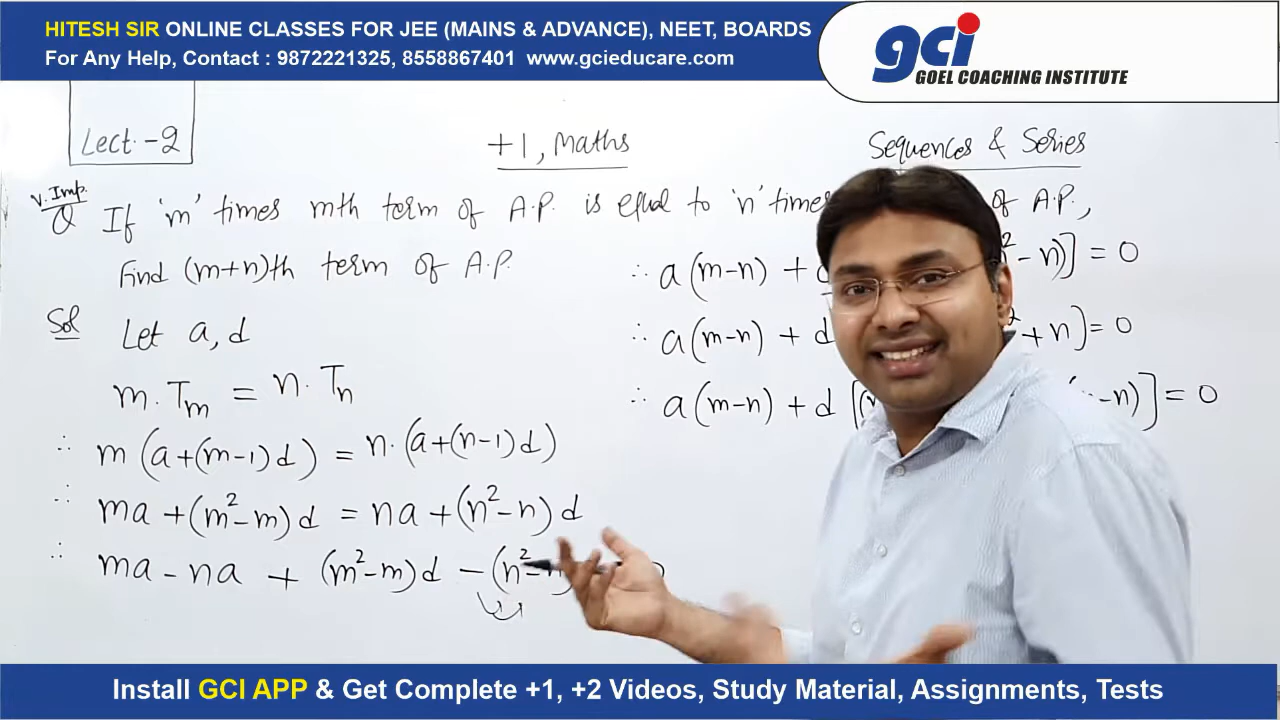 HITESH SIR ONLINE CLASSES FOR JEE (MAINS & ADVANCE), NEET, BOARDS
For Any Help, Contact : 9872221325, 8558867401 www.gcieducare.com
gci
GOEL COACHING INSTITUTE
Lect. -2
+1, Maths
Sequences & Series
V. Imp.
Q If 'm' times mth term of A.P. is equal to 'n' times of A.P.,
Find (m+n)th term of A.P.
Sol Let a, d
m. Tm = n. Tn
∴ m (a+(m-1)d) = n. (a+(n-1)d)
∴ ma + (m²-m)d = na + (n²-n)d
∴ ma - na + (m²-m)d - (n²-
∴ a(m-n) + - n)] = 0
∴ a(m-n) + d + n] = 0
∴ a(m-n) + d [( - n)] = 0
Install GCI APP & Get Complete +1, +2 Videos, Study Material, Assignments, Tests